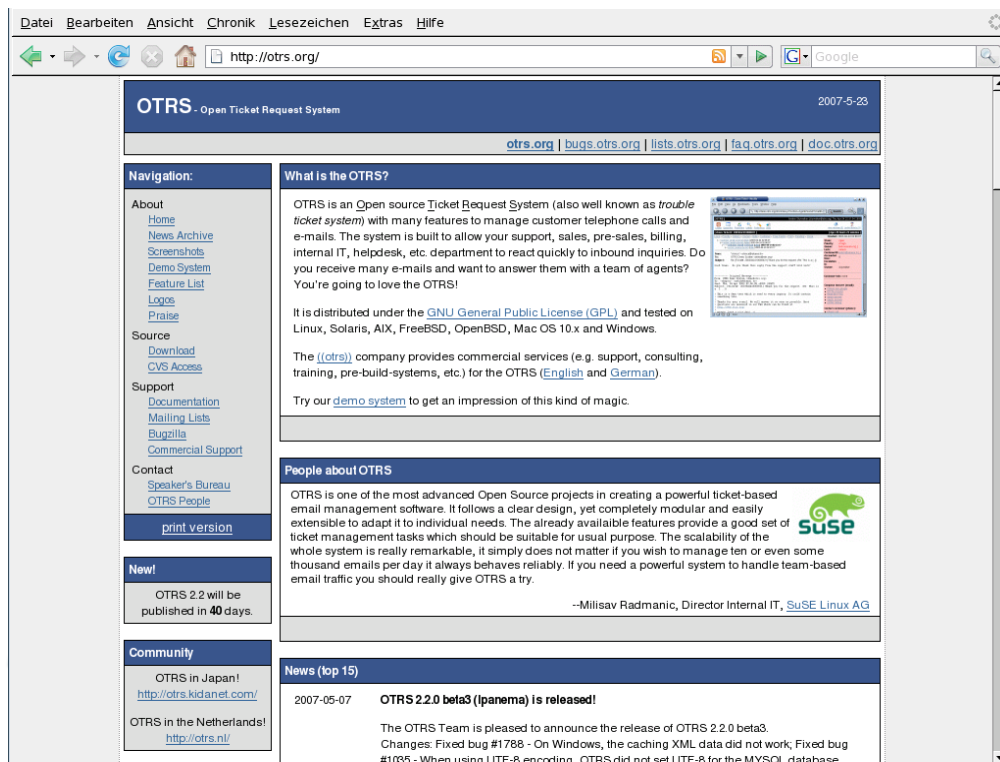 Datei Bearbeiten Ansicht Chronik Lesezeichen Extras Hilfe
http://otrs.org/
G Google
OTRS - Open Ticket Request System
2007-5-23
otrs.org | bugs.otrs.org | lists.otrs.org | faq.otrs.org | doc.otrs.org
Navigation:
About
Home
News Archive
Screenshots
Demo System
Feature List
Logos
Praise
Source
Download
CVS Access
Support
Documentation
Mailing Lists
Bugzilla
Commercial Support
Contact
Speaker's Bureau
OTRS People
print version
New!
OTRS 2.2 will be
published in 40 days.
Community
OTRS in Japan!
http://otrs.kidanet.com/
OTRS in the Netherlands!
http://otrs.nl/
What is the OTRS?
OTRS is an Open source Ticket Request System (also well known as trouble
ticket system) with many features to manage customer telephone calls and
e-mails. The system is built to allow your support, sales, pre-sales, billing,
internal IT, helpdesk, etc. department to react quickly to inbound inquiries. Do
you receive many e-mails and want to answer them with a team of agents?
You're going to love the OTRS!
It is distributed under the GNU General Public License (GPL) and tested on
Linux, Solaris, AIX, FreeBSD, OpenBSD, Mac OS 10.x and Windows.
The ((otrs)) company provides commercial services (e.g. support, consulting,
training, pre-build-systems, etc.) for the OTRS (English and German).
Try our demo system to get an impression of this kind of magic.
People about OTRS
OTRS is one of the most advanced Open Source projects in creating a powerful ticket-based
email management software. It follows a clear design, yet completely modular and easily
extensible to adapt it to individual needs. The already availaible features provide a good set of
ticket management tasks which should be suitable for usual purpose. The scalability of the
whole system is really remarkable, it simply does not matter if you wish to manage ten or even some
thousand emails per day it always behaves reliably. If you need a powerful system to handle team-based
email traffic you should really give OTRS a try.
suse
--Milisav Radmanic, Director Internal IT, SuSE Linux AG
News (top 15)
2007-05-07 OTRS 2.2.0 beta3 (Ipanema) is released!
The OTRS Team is pleased to announce the release of OTRS 2.2.0 beta3.
Changes: Fixed bug #1788 - On Windows, the caching XML data did not work; Fixed bug
#1035 - When using UTF-8 encoding, OTRS did not set UTF-8 for the MYSQL database